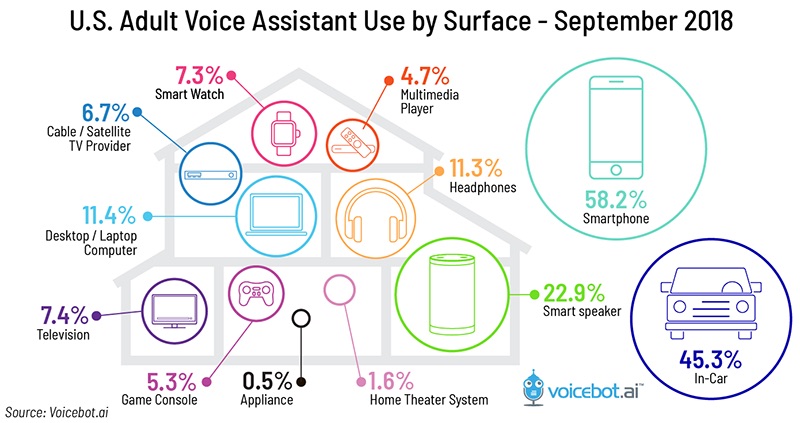 U.S. Adult Voice Assistant Use by Surface - September 2018
7.3%
Smart Watch
4.7%
Multimedia
Player
6.7%
Cable / Satellite
TV Provider
11.3%
Headphones
58.2%
Smartphone
11.4%
Desktop / Laptop
Computer
22.9%
Smart speaker
7.4%
Television
45.3%
In-Car
5.3%
Game Console
0.5%
Appliance
1.6%
Home Theater System
voicebot.ai™
Source: Voicebot.ai